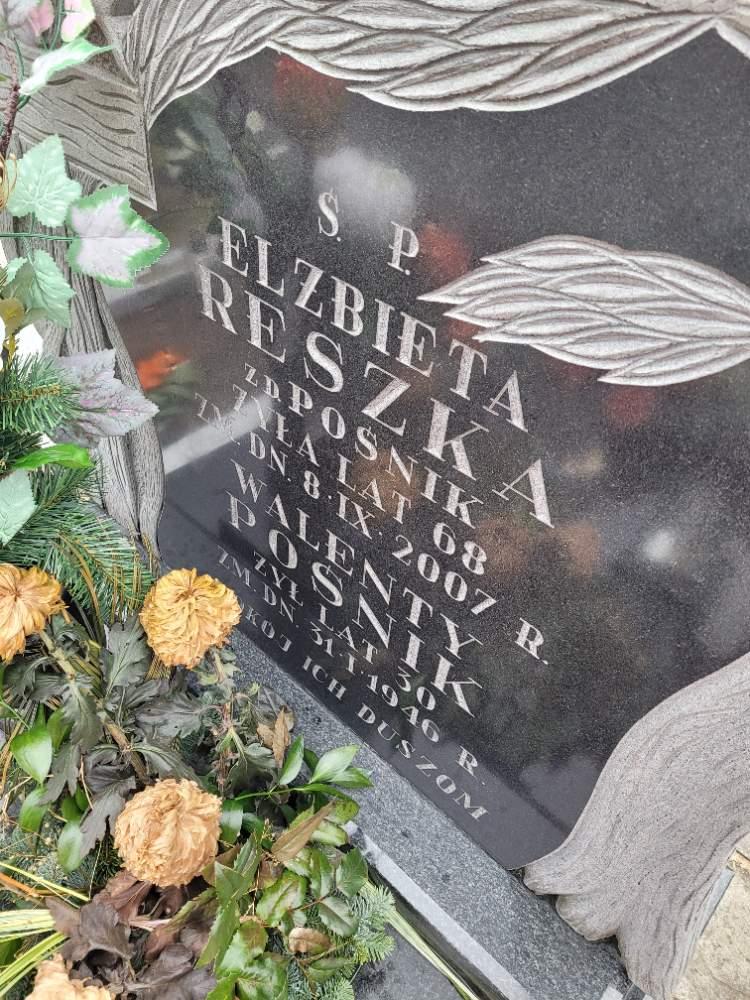 Ś. P.
ELŻBIETA
RESZKA
Z D. POŚNIK
ŻYŁA LAT 68
ZM. DN. 8.IX.2007 R.
WALENTY
POŚNIK
ŻYŁ LAT 30
ZM. DN. 31.I.1946 R.
ICH DUSZOM